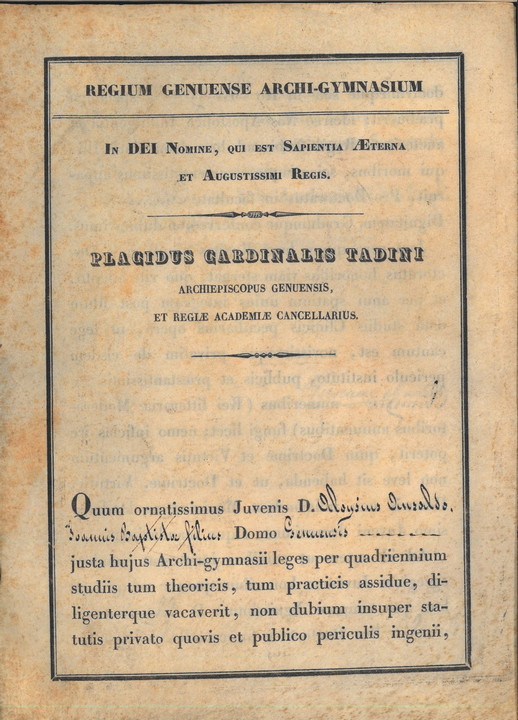 REGIUM GENUENSE ARCHI-GYMNASIUM
IN DEI NOMINE, QUI EST SAPIENTIA ÆTERNA
ET AUGUSTISSIMI REGIS.
PLACIDUS CARDINALIS TADINI
ARCHIEPISCOPUS GENUENSIS,
ET REGIÆ ACADEMIÆ CANCELLARIUS.
Quum ornatissimus Juvenis D. Aloysius Ansaldo,
Joannis Baptistæ filius Domo Genuensis
justa hujus Archi-gymnasii leges per quadriennium
studiis tum theoricis, tum practicis assidue, di-
ligenterque vacaverit, non dubium insuper sta-
tutis privato quovis et publico periculis ingenii,